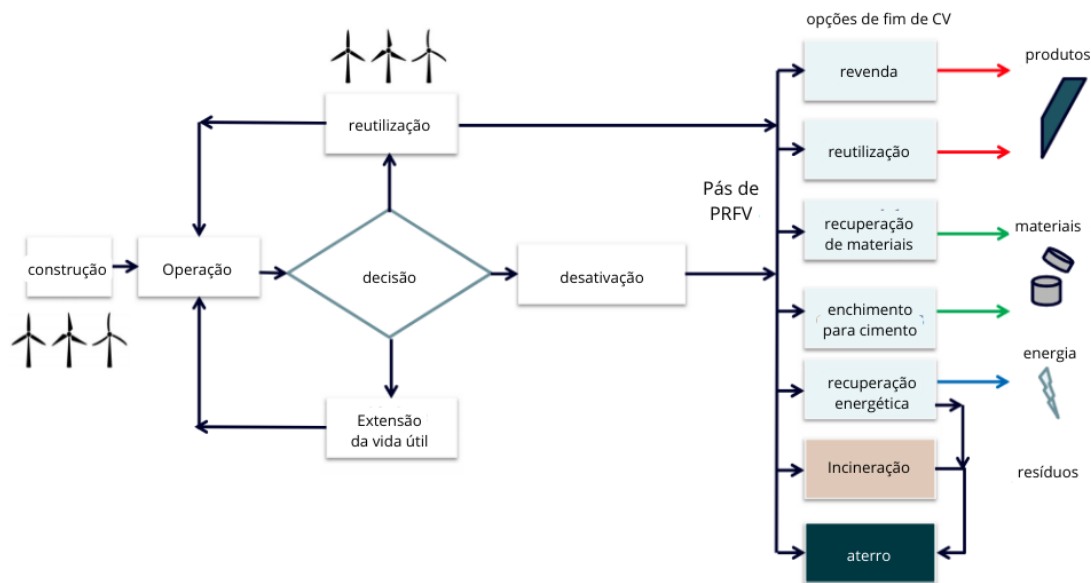 opções de fim de CV
produtos
revenda
reutilização
reutilização
Pás de
PRFV
recuperação
de materiais
materiais
construção
Operação
decisão
desativação
enchimento
para cimento
energia
recuperação
energética
Extensão
da vida útil
Incineração
resíduos
aterro